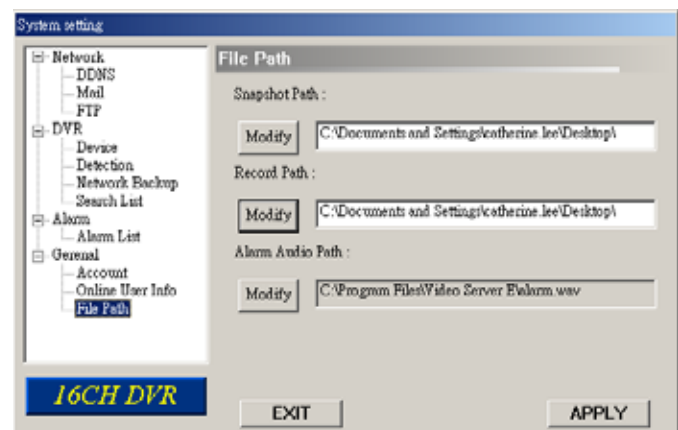 System setting
Network
DDNS
Mail
FTP
DVR
Device
Detection
Network Backup
Search List
Alarm
Alarm List
Gerenal
Account
Online User Info
File Path
16CH DVR
File Path
Snapshot Path :
Modify C:\Documents and Settings\catherine.lee\Desktop\
Record Path :
Modify C:\Documents and Settings\catherine.lee\Desktop\
Alarm Audio Path :
Modify C:\Program Files\Video Server E\alarm.wav
EXIT APPLY